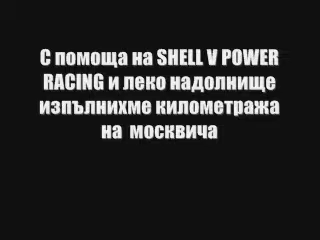 С помоща на SHELL V POWER
RACING и леко надолнище
изпълнихме километража
на москвича